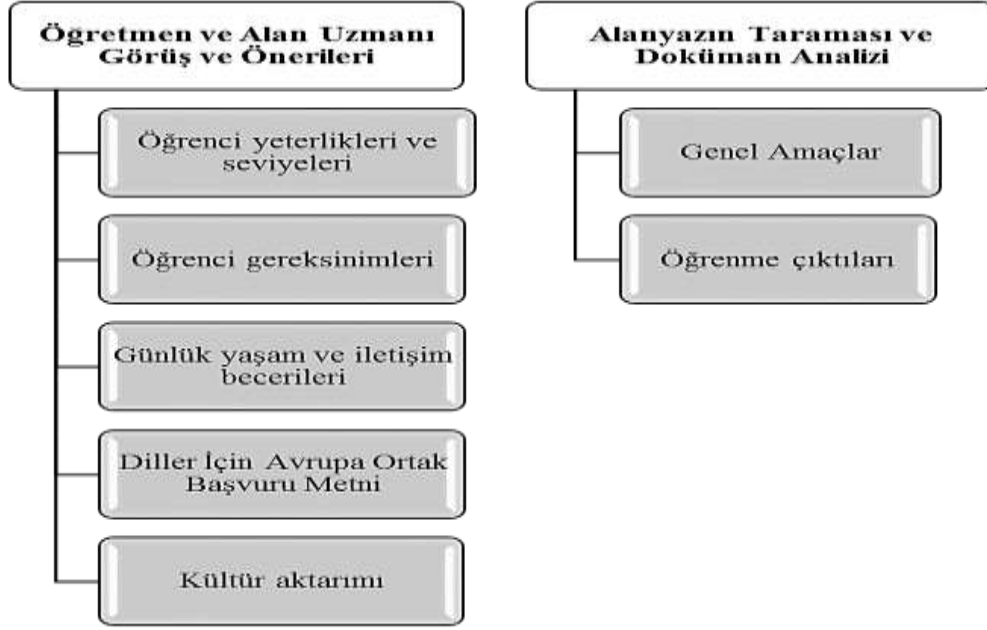 Öğretmen ve Alan Uzmanı
Görüş ve Önerileri
Öğrenci yeterlikleri ve
seviyeleri
Öğrenci gereksinimleri
Günlük yaşam ve iletişim
becerileri
Diller İçin Avrupa Ortak
Başvuru Metni
Kültür aktarımı
Alanyazın Taraması ve
Doküman Analizi
Genel Amaçlar
Öğrenme çıktıları